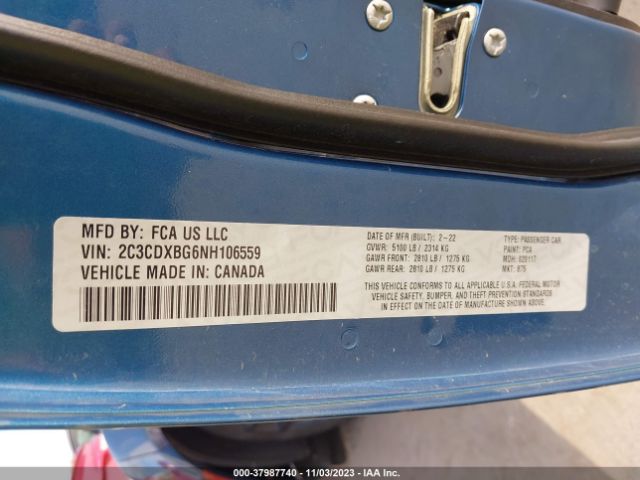 MFD BY: FCA US LLC
VIN: 2C3CDXBG6NH106559
VEHICLE MADE IN: CANADA
DATE OF MFR (BUILT): 2-22
GVWR: 5100 LB / 2314 KG
GAWR FRONT: 2810 LB / 1275 KG
GAWR REAR: 2810 LB / 1275 KG
TYPE: PASSENGER CAR
PAINT: PCA
MDH: 020117
MKT: 875
THIS VEHICLE CONFORMS TO ALL APPLICABLE U.S.A. FEDERAL MOTOR
VEHICLE SAFETY, BUMPER, AND THEFT PREVENTION STANDARDS
IN EFFECT ON THE DATE OF MANUFACTURE SHOWN ABOVE.
000-37987740 - 11/03/2023 - IAA Inc.